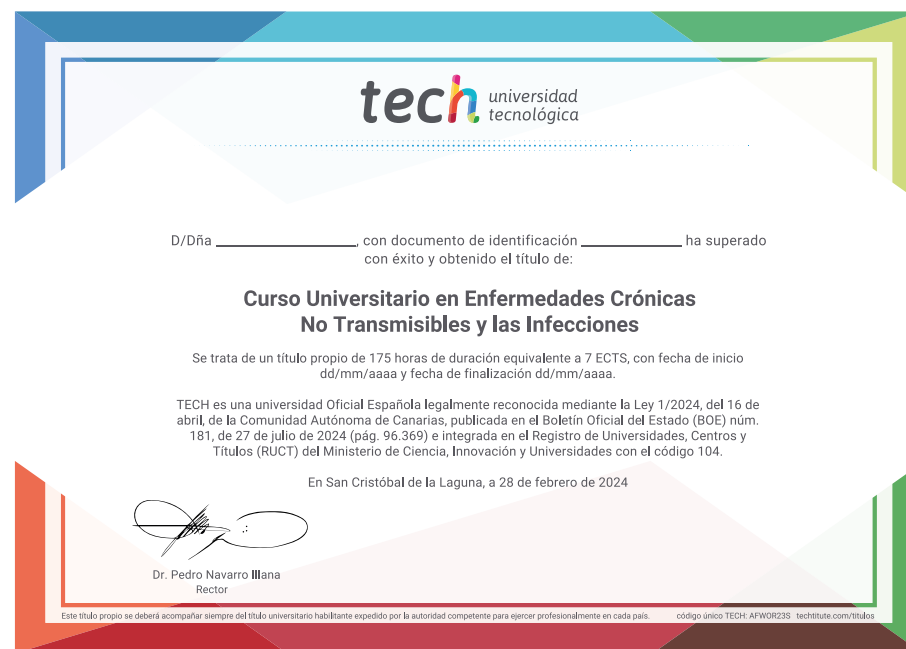 tech universidad
tecnológica
D/Dña ____________________, con documento de identificación ______________ ha superado
con éxito y obtenido el título de:
Curso Universitario en Enfermedades Crónicas
No Transmisibles y las Infecciones
Se trata de un título propio de 175 horas de duración equivalente a 7 ECTS, con fecha de inicio
dd/mm/aaaa y fecha de finalización dd/mm/aaaa.
TECH es una universidad Oficial Española legalmente reconocida mediante la Ley 1/2024, del 16 de
abril, de la Comunidad Autónoma de Canarias, publicada en el Boletín Oficial del Estado (BOE) núm.
181, de 27 de julio de 2024 (pág. 96.369) e integrada en el Registro de Universidades, Centros y
Títulos (RUCT) del Ministerio de Ciencia, Innovación y Universidades con el código 104.
En San Cristóbal de la Laguna, a 28 de febrero de 2024
Dr. Pedro Navarro Illana
Rector
Este título propio se deberá acompañar siempre del título universitario habilitante expedido por la autoridad competente para ejercer profesionalmente en cada país. código único TECH: AFWOR23S techtitute.com/titulos